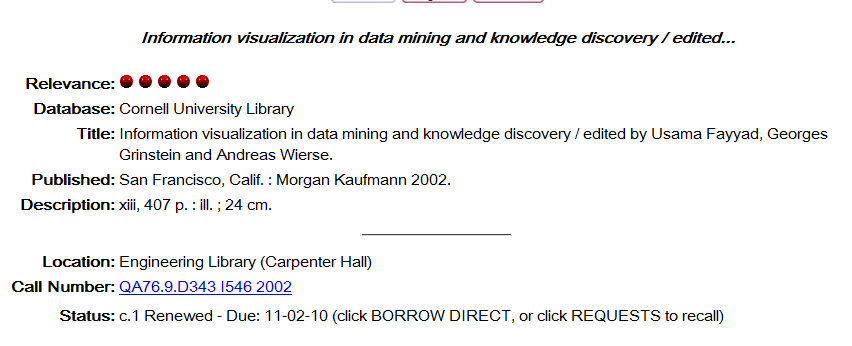 Information visualization in data mining and knowledge discovery / edited...
Relevance:
Database: Cornell University Library
Title: Information visualization in data mining and knowledge discovery / edited by Usama Fayyad, Georges
Grinstein and Andreas Wierse.
Published: San Francisco, Calif. : Morgan Kaufmann 2002.
Description: xiii, 407 p. : ill. ; 24 cm.
Location: Engineering Library (Carpenter Hall)
Call Number: QA76.9.D343 I546 2002
Status: c.1 Renewed - Due: 11-02-10 (click BORROW DIRECT, or click REQUESTS to recall)